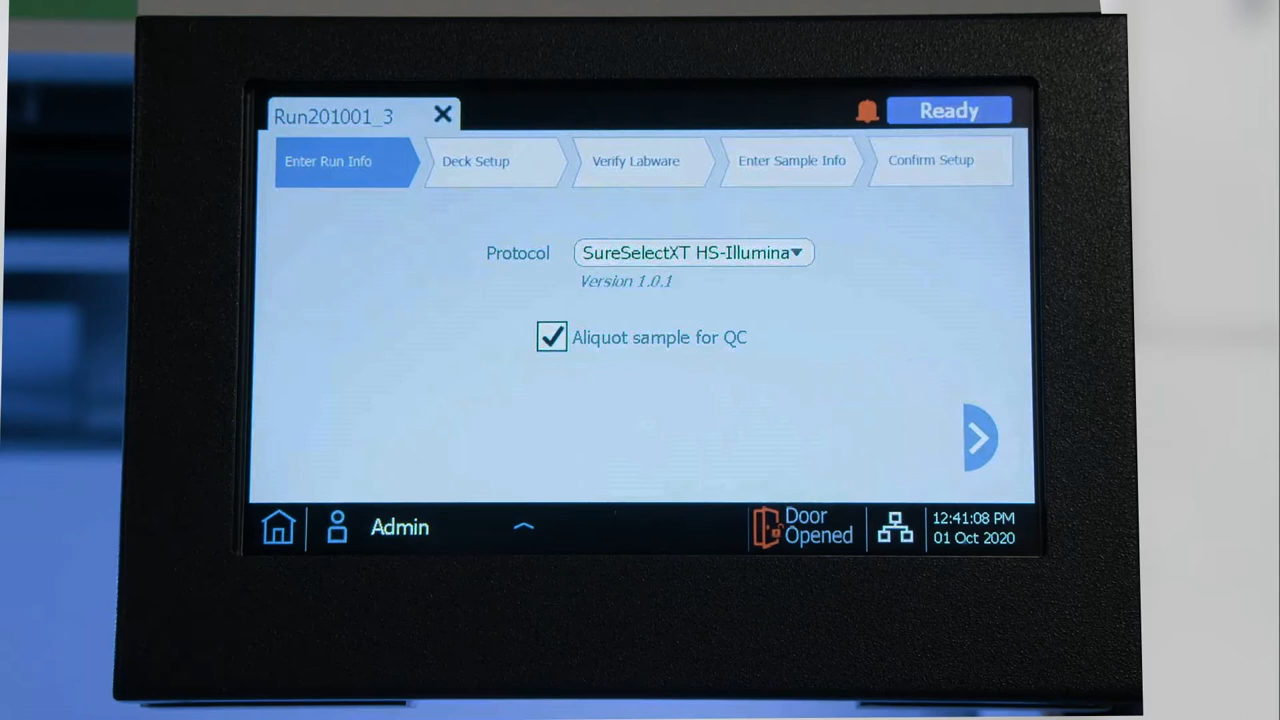 Run201001_3
Ready
Enter Run Info
Deck Setup
Verify Labware
Enter Sample Info
Confirm Setup
Protocol
SureSelectXT HS-Illumina
Version 1.0.1
Aliquot sample for QC
Admin
Door
Opened
12:41:08 PM
01 Oct 2020